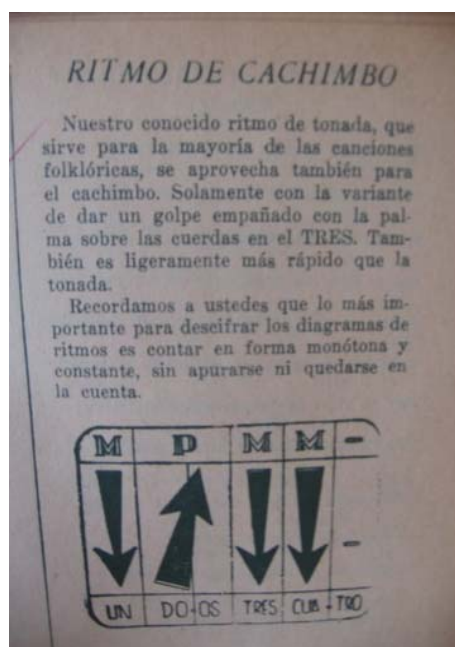 RITMO DE CACHIMBO
Nuestro conocido ritmo de tonada, que
sirve para la mayoría de las canciones
folklóricas, se aprovecha también para
el cachimbo. Solamente con la variante
de dar un golpe empañado con la pal-
ma sobre las cuerdas en el TRES. Tam-
bién es ligeramente más rápido que la
tonada.
Recordamos a ustedes que lo más im-
portante para descifrar los diagramas de
ritmos es contar en forma monótona y
constante, sin apurarse ni quedarse en
la cuenta.
M P M M -
-
UN DO-OS TRES CUA-TRO